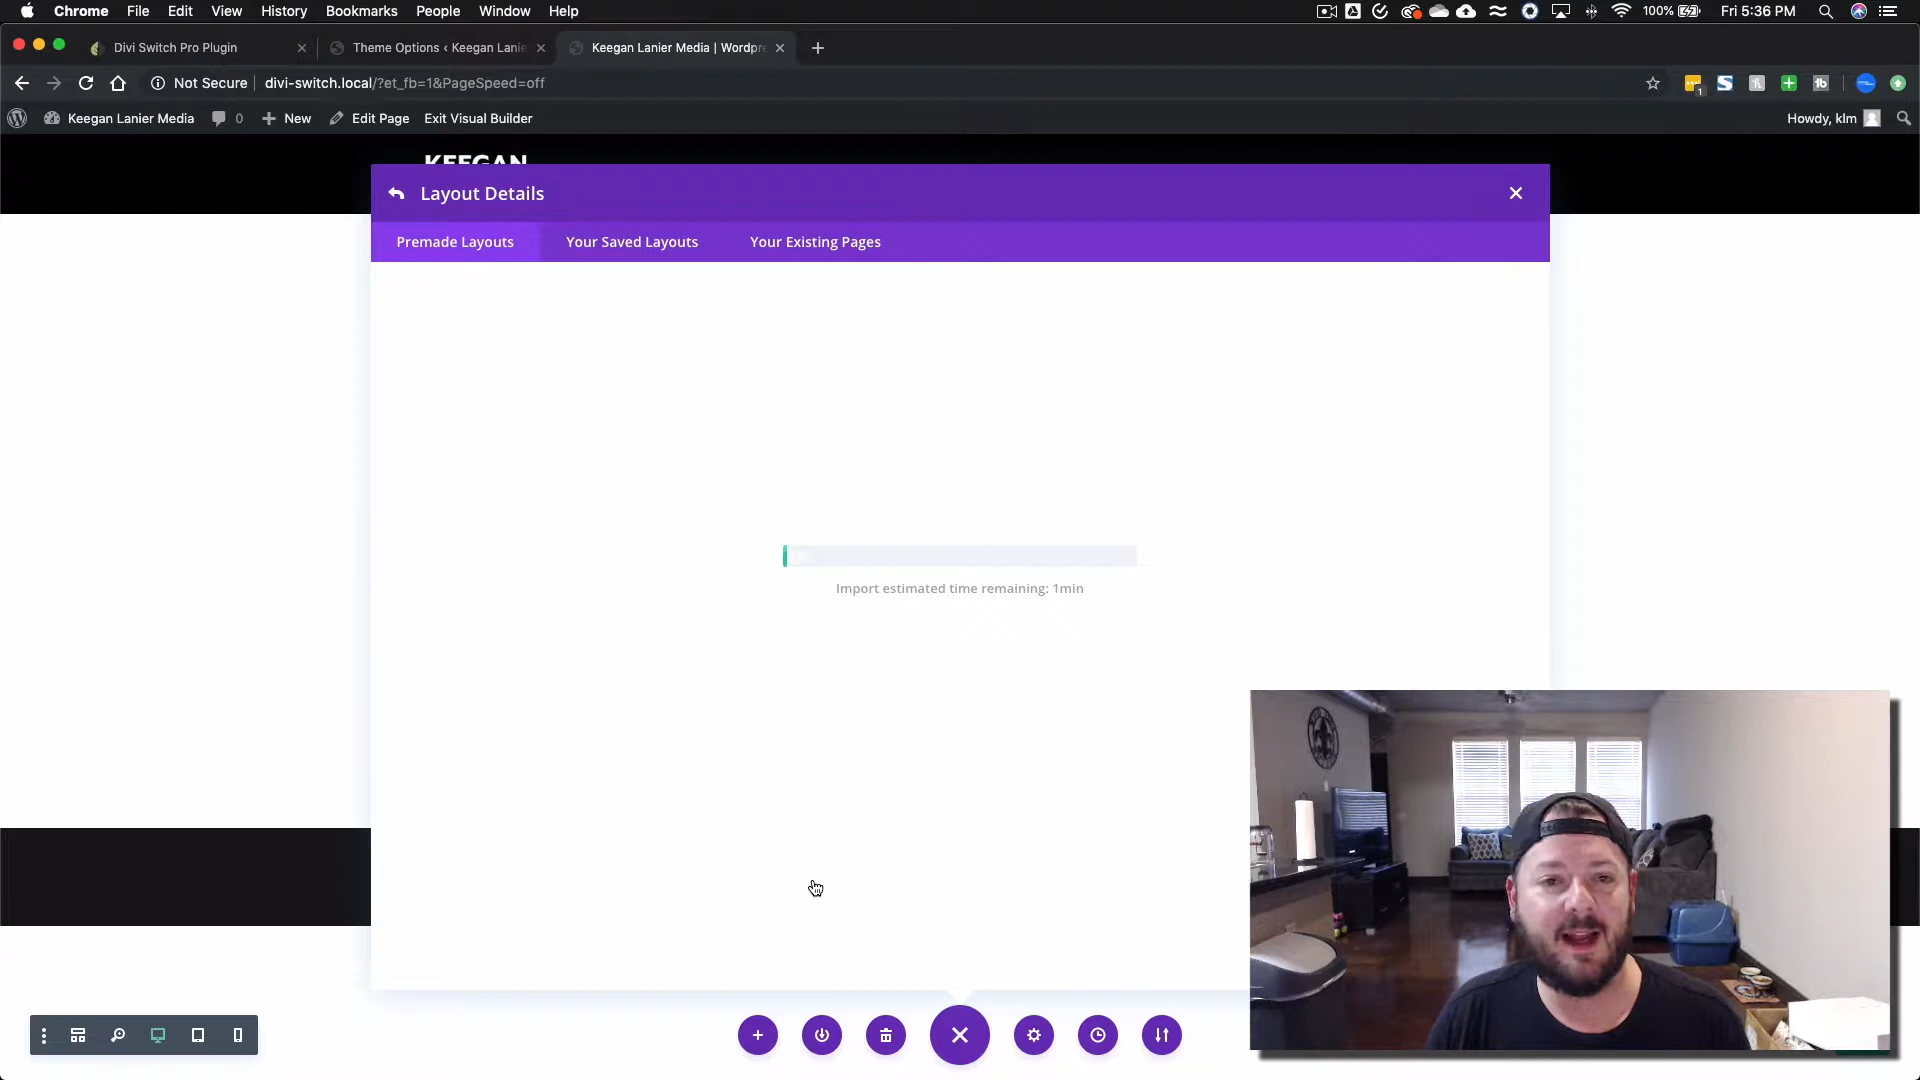 Chrome File Edit View History Bookmarks People Window Help 100% Fri 5:36 PM
Divi Switch Pro Plugin Theme Options ‹ Keegan Lanie Keegan Lanier Media | Wordpre
Not Secure divi-switch.local/?et_fb=1&PageSpeed=off
Keegan Lanier Media 0 New Edit Page Exit Visual Builder Howdy, klm
KEEGAN
Layout Details
Premade Layouts Your Saved Layouts Your Existing Pages
Import estimated time remaining: 1min